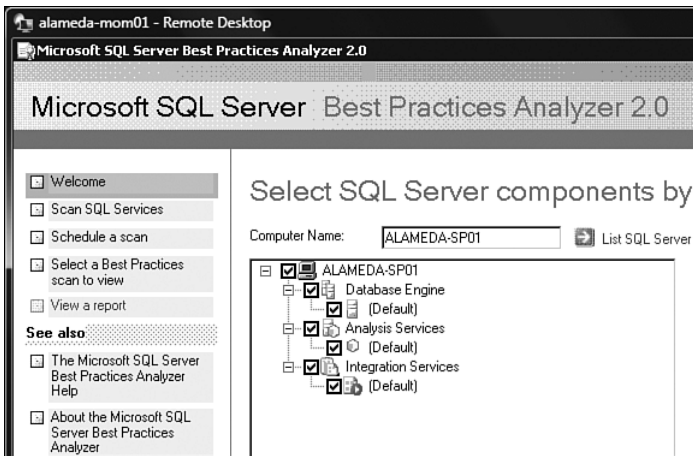 alameda-mom01 - Remote Desktop
Microsoft SQL Server Best Practices Analyzer 2.0
Microsoft SQL Server Best Practices Analyzer 2.0
Welcome
Scan SQL Services
Schedule a scan
Select a Best Practices
scan to view
View a report
See also
The Microsoft SQL Server
Best Practices Analyzer
Help
About the Microsoft SQL
Server Best Practices
Analyzer
Select SQL Server components by
Computer Name: ALAMEDA-SP01 List SQL Server
ALAMEDA-SP01
Database Engine
(Default)
Analysis Services
(Default)
Integration Services
(Default)